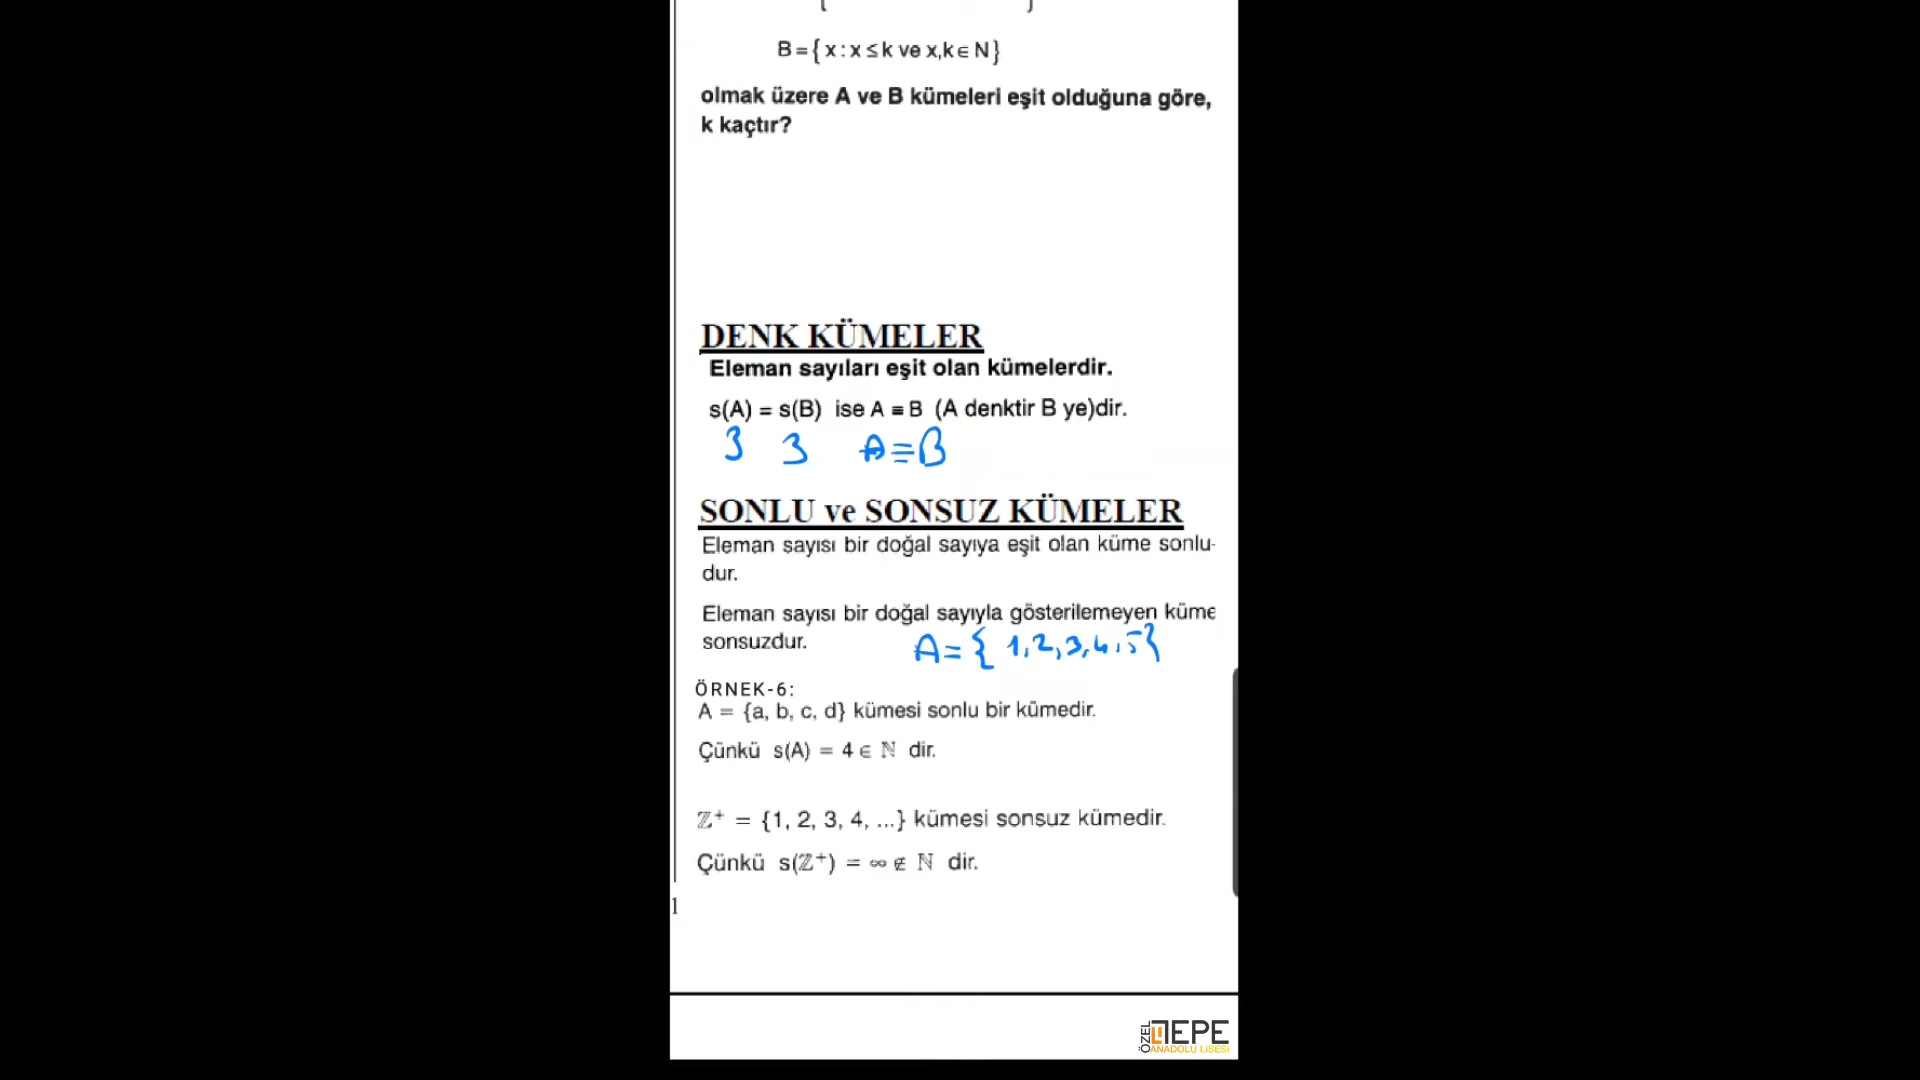 B={x:x≤k ve x,k∈N}
olmak üzere A ve B kümeleri eşit olduğuna göre,
k kaçtır?
DENK KÜMELER
Eleman sayıları eşit olan kümelerdir.
s(A) = s(B) ise A ≡ B (A denktir B ye)dir.
3 3 A≡B
SONLU ve SONSUZ KÜMELER
Eleman sayısı bir doğal sayıya eşit olan küme sonlu-
dur.
Eleman sayısı bir doğal sayıyla gösterilemeyen küme
sonsuzdur. A={ 1,2,3,4,5}
ÖRNEK-6:
A = {a, b, c, d} kümesi sonlu bir kümedir.
Çünkü s(A) = 4 ∈ ℕ dir.
ℤ⁺ = {1, 2, 3, 4, ...} kümesi sonsuz kümedir.
Çünkü s(ℤ⁺) = ∞ ∉ ℕ dir.
1
ÖZEL TEPE
ANADOLU LİSESİ